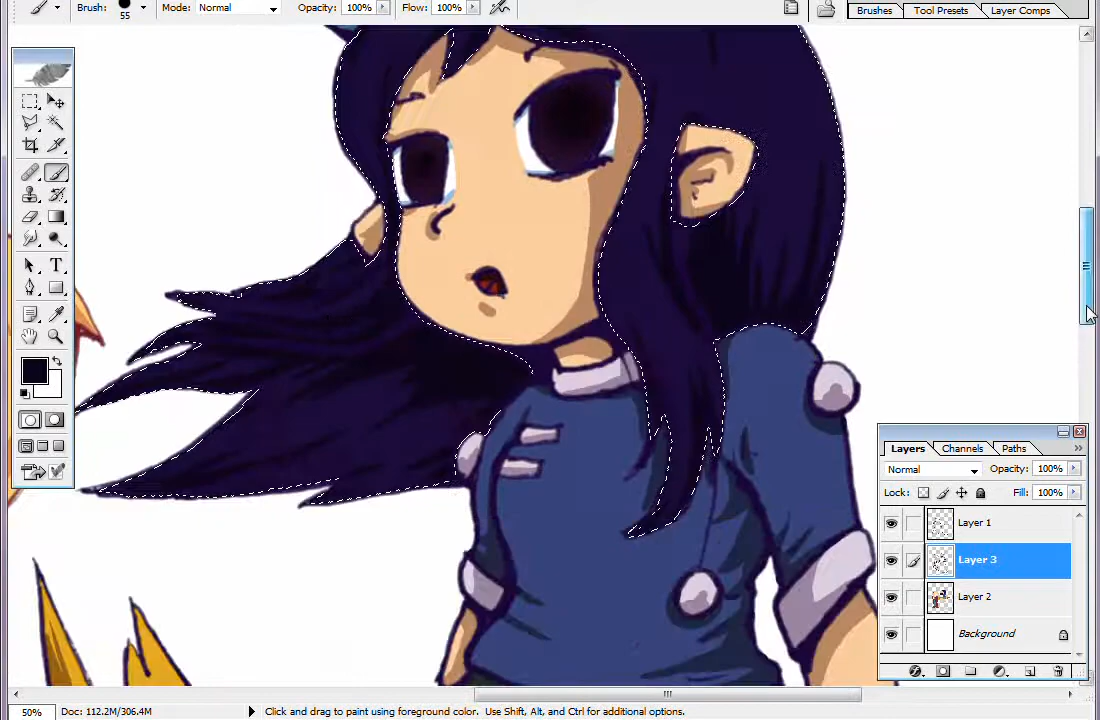 Brush: 55 Mode: Normal Opacity: 100% Flow: 100% Brushes Tool Presets Layer Comps
Layers Channels Paths
Normal Opacity: 100%
Lock: Fill: 100%
Layer 1
Layer 3
Layer 2
Background
50% Doc: 112.2M/306.4M Click and drag to paint using foreground color. Use Shift, Alt, and Ctrl for additional options.